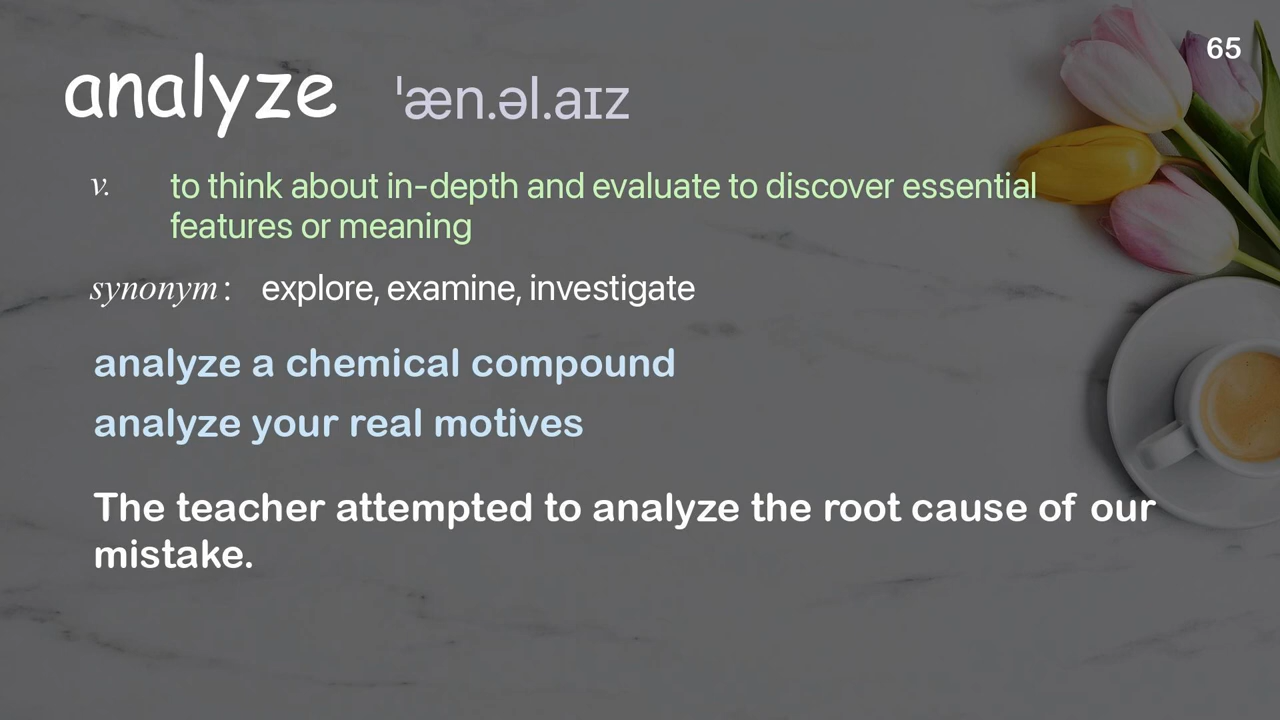 65
analyze ˈæn.əl.aɪz
v. to think about in-depth and evaluate to discover essential
features or meaning
synonym: explore, examine, investigate
analyze a chemical compound
analyze your real motives
The teacher attempted to analyze the root cause of our
mistake.